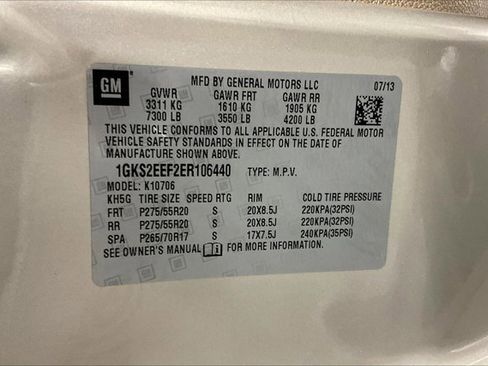 GM
MFD BY GENERAL MOTORS LLC 07/13
GVWR GAWR FRT GAWR RR
3311 KG 1610 KG 1905 KG
7300 LB 3550 LB 4200 LB
THIS VEHICLE CONFORMS TO ALL APPLICABLE U.S. FEDERAL MOTOR
VEHICLE SAFETY STANDARDS IN EFFECT ON THE DATE OF
MANUFACTURE SHOWN ABOVE.
1GKS2EEF2ER106440 TYPE: M.P.V.
MODEL: K10706
KH5G TIRE SIZE SPEED RTG RIM COLD TIRE PRESSURE
FRT P275/55R20 S 20X8.5J 220KPA(32PSI)
RR P275/55R20 S 20X8.5J 220KPA(32PSI)
SPA P265/70R17 S 17X7.5J 240KPA(35PSI)
SEE OWNER'S MANUAL i FOR MORE INFORMATION.